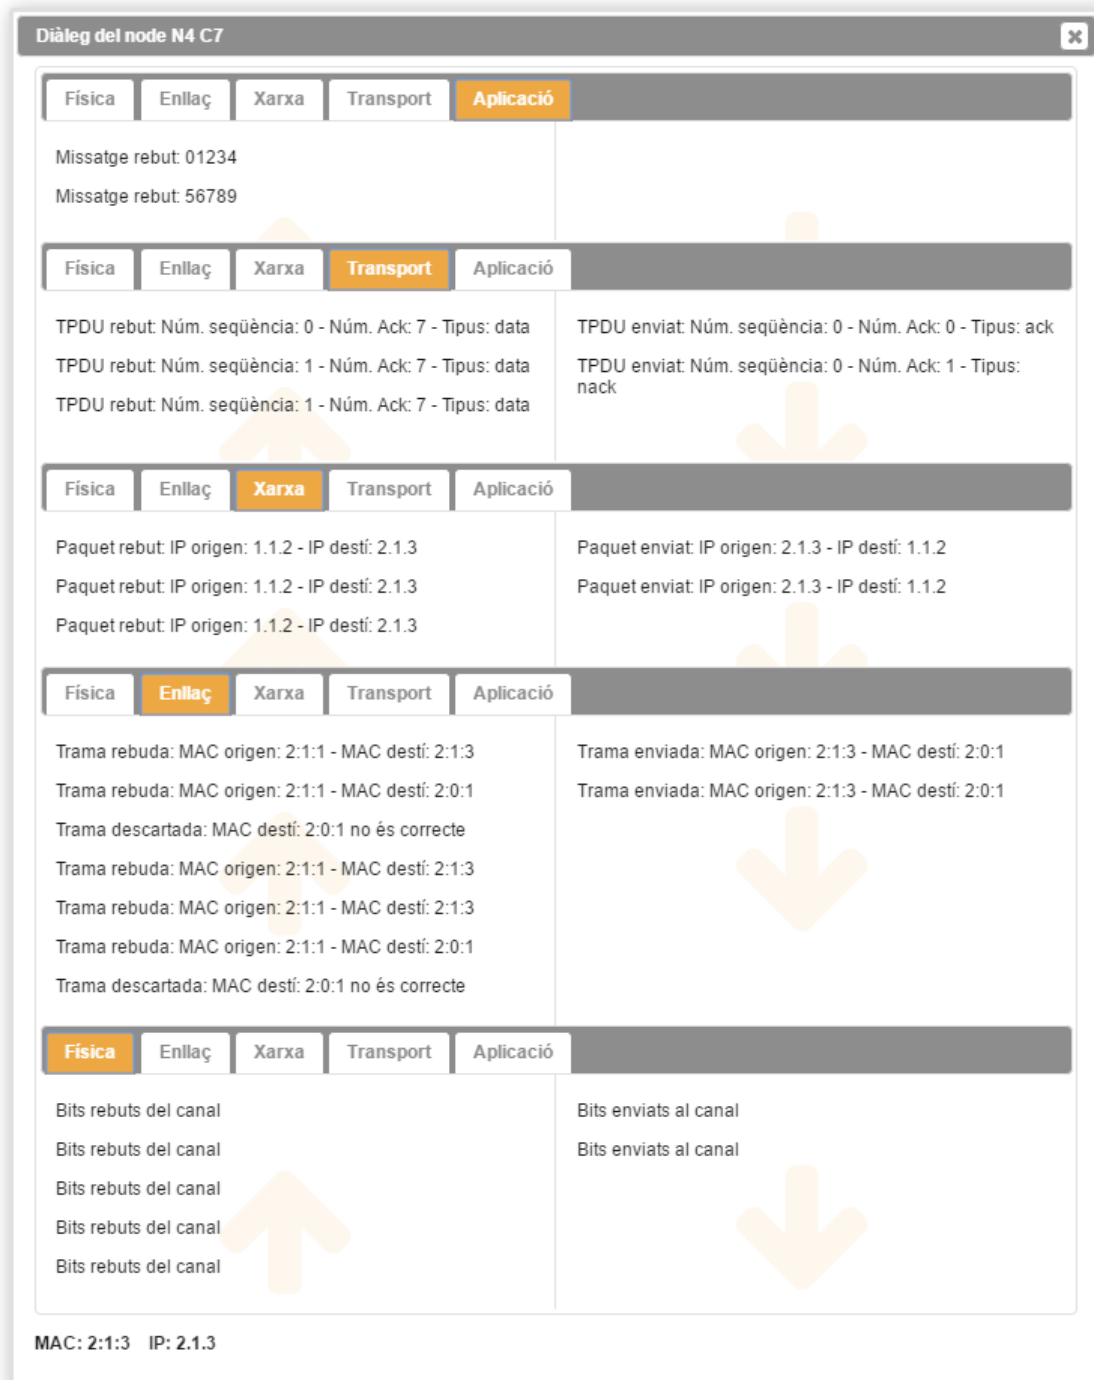 Diàleg del node N4 C7
Física Enllaç Xarxa Transport Aplicació
Missatge rebut: 01234
Missatge rebut: 56789
Física Enllaç Xarxa Transport Aplicació
TPDU rebut: Núm. seqüència: 0 - Núm. Ack: 7 - Tipus: data
TPDU rebut: Núm. seqüència: 1 - Núm. Ack: 7 - Tipus: data
TPDU rebut: Núm. seqüència: 1 - Núm. Ack: 7 - Tipus: data
TPDU enviat: Núm. seqüència: 0 - Núm. Ack: 0 - Tipus: ack
TPDU enviat: Núm. seqüència: 0 - Núm. Ack: 1 - Tipus:
nack
Física Enllaç Xarxa Transport Aplicació
Paquet rebut: IP origen: 1.1.2 - IP destí: 2.1.3
Paquet rebut: IP origen: 1.1.2 - IP destí: 2.1.3
Paquet rebut: IP origen: 1.1.2 - IP destí: 2.1.3
Paquet enviat: IP origen: 2.1.3 - IP destí: 1.1.2
Paquet enviat: IP origen: 2.1.3 - IP destí: 1.1.2
Física Enllaç Xarxa Transport Aplicació
Trama rebuda: MAC origen: 2:1:1 - MAC destí: 2:1:3
Trama rebuda: MAC origen: 2:1:1 - MAC destí: 2:0:1
Trama descartada: MAC destí: 2:0:1 no és correcte
Trama rebuda: MAC origen: 2:1:1 - MAC destí: 2:1:3
Trama rebuda: MAC origen: 2:1:1 - MAC destí: 2:1:3
Trama rebuda: MAC origen: 2:1:1 - MAC destí: 2:0:1
Trama descartada: MAC destí: 2:0:1 no és correcte
Trama enviada: MAC origen: 2:1:3 - MAC destí: 2:0:1
Trama enviada: MAC origen: 2:1:3 - MAC destí: 2:0:1
Física Enllaç Xarxa Transport Aplicació
Bits rebuts del canal
Bits rebuts del canal
Bits rebuts del canal
Bits rebuts del canal
Bits rebuts del canal
Bits enviats al canal
Bits enviats al canal
MAC: 2:1:3 IP: 2.1.3